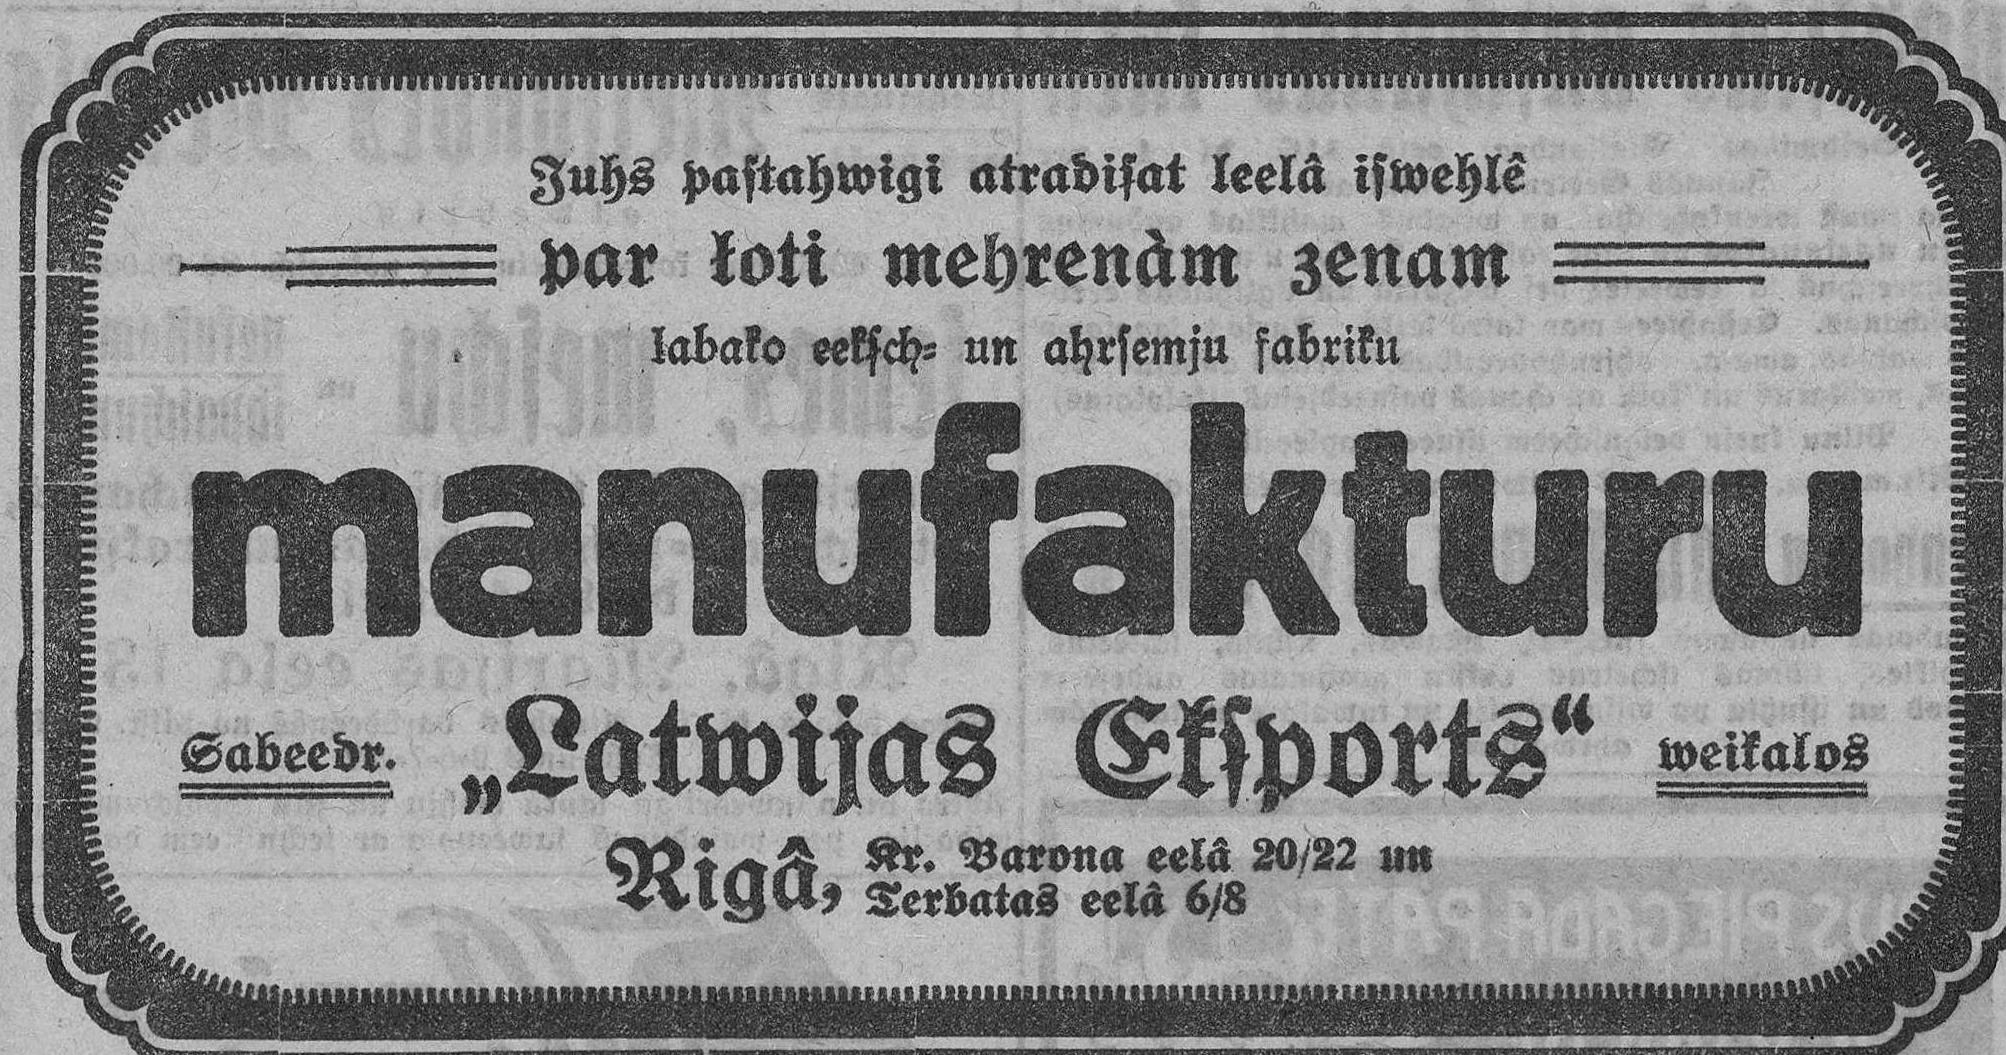 Juhs paſtahwigi atradiſat leelâ iſwehlê
par ļoti mehrenàm zenam
labako eekſch= un ahrſemju fabriku
manufakturu
Sabeedr. „Latwijas Ekſports“ weikalos
Rigâ, Kr. Barona eelâ 20/22 un
Terbatas eelâ 6/8